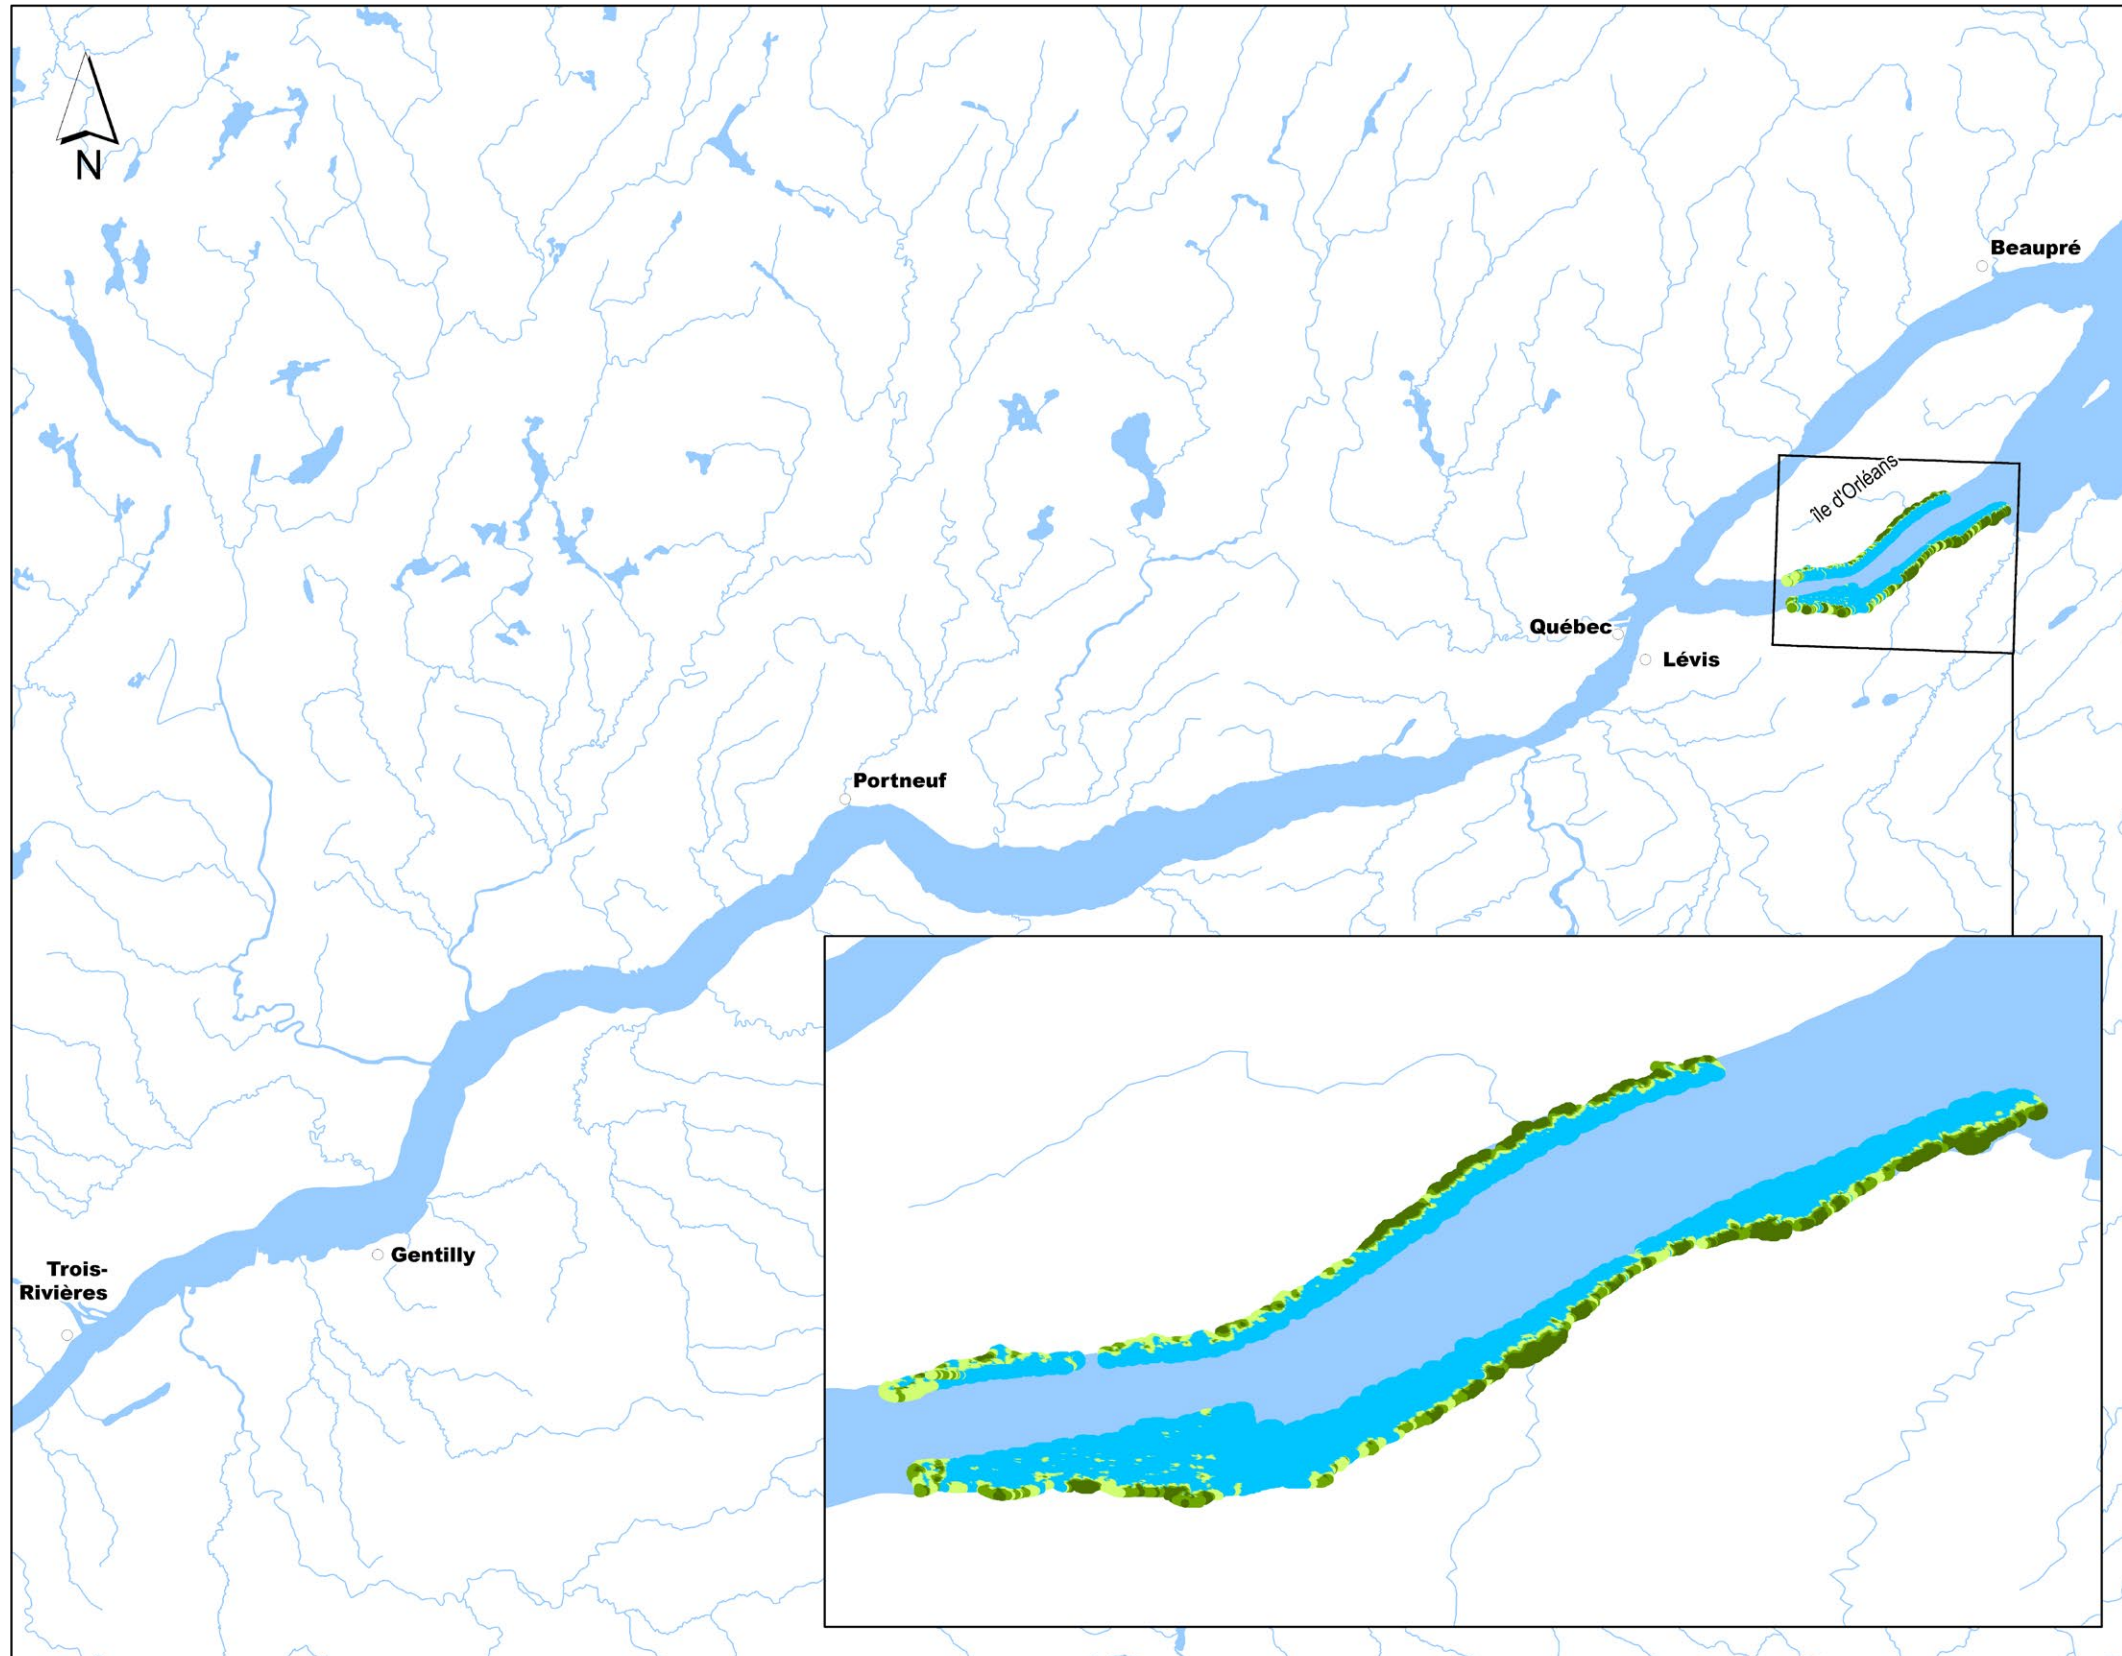 N
Beaupré
île d'Orléans
Québec
Lévis
Portneuf
Gentilly
Trois-
Rivières